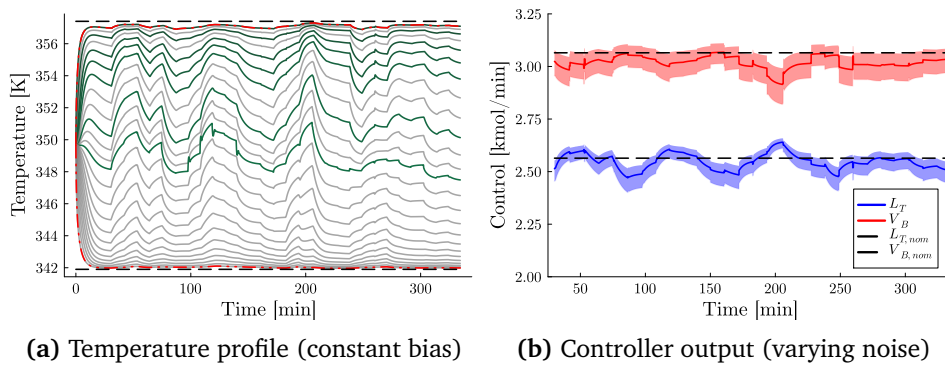 Temperature [K]
356
354
352
350
348
346
344
342
0
100
200
300
Time [min]
(a) Temperature profile (constant bias)
Control [kmol/min]
3.00
2.75
2.50
2.25
2.00
50
100
150
200
250
300
Time [min]
L_T
V_B
L_{T,nom}
V_{B,nom}
(b) Controller output (varying noise)